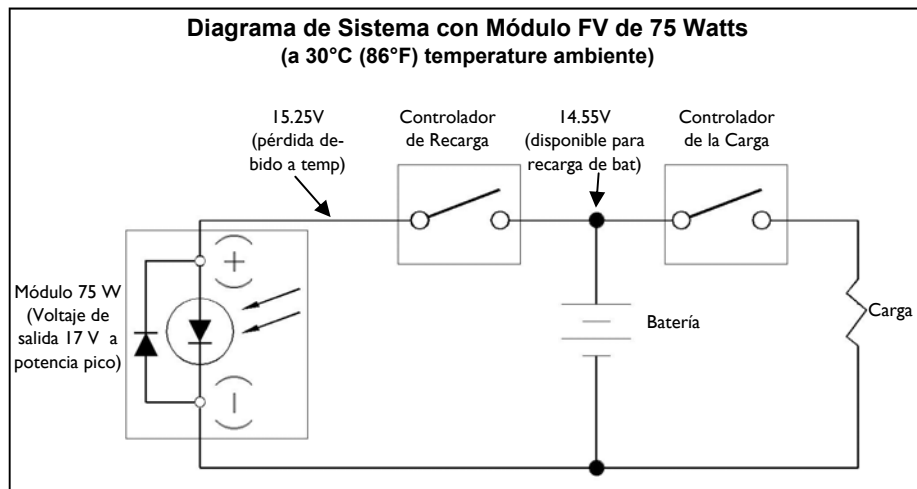 Diagrama de Sistema con Módulo FV de 75 Watts
(a 30°C (86°F) temperature ambiente)
15.25V
(pérdida de-
bido a temp)
Controlador
de Recarga
14.55V
(disponible para
recarga de bat)
Controlador
de la Carga
Módulo 75 W
(Voltaje de
salida 17 V a
potencia pico)
+
–
Batería
Carga